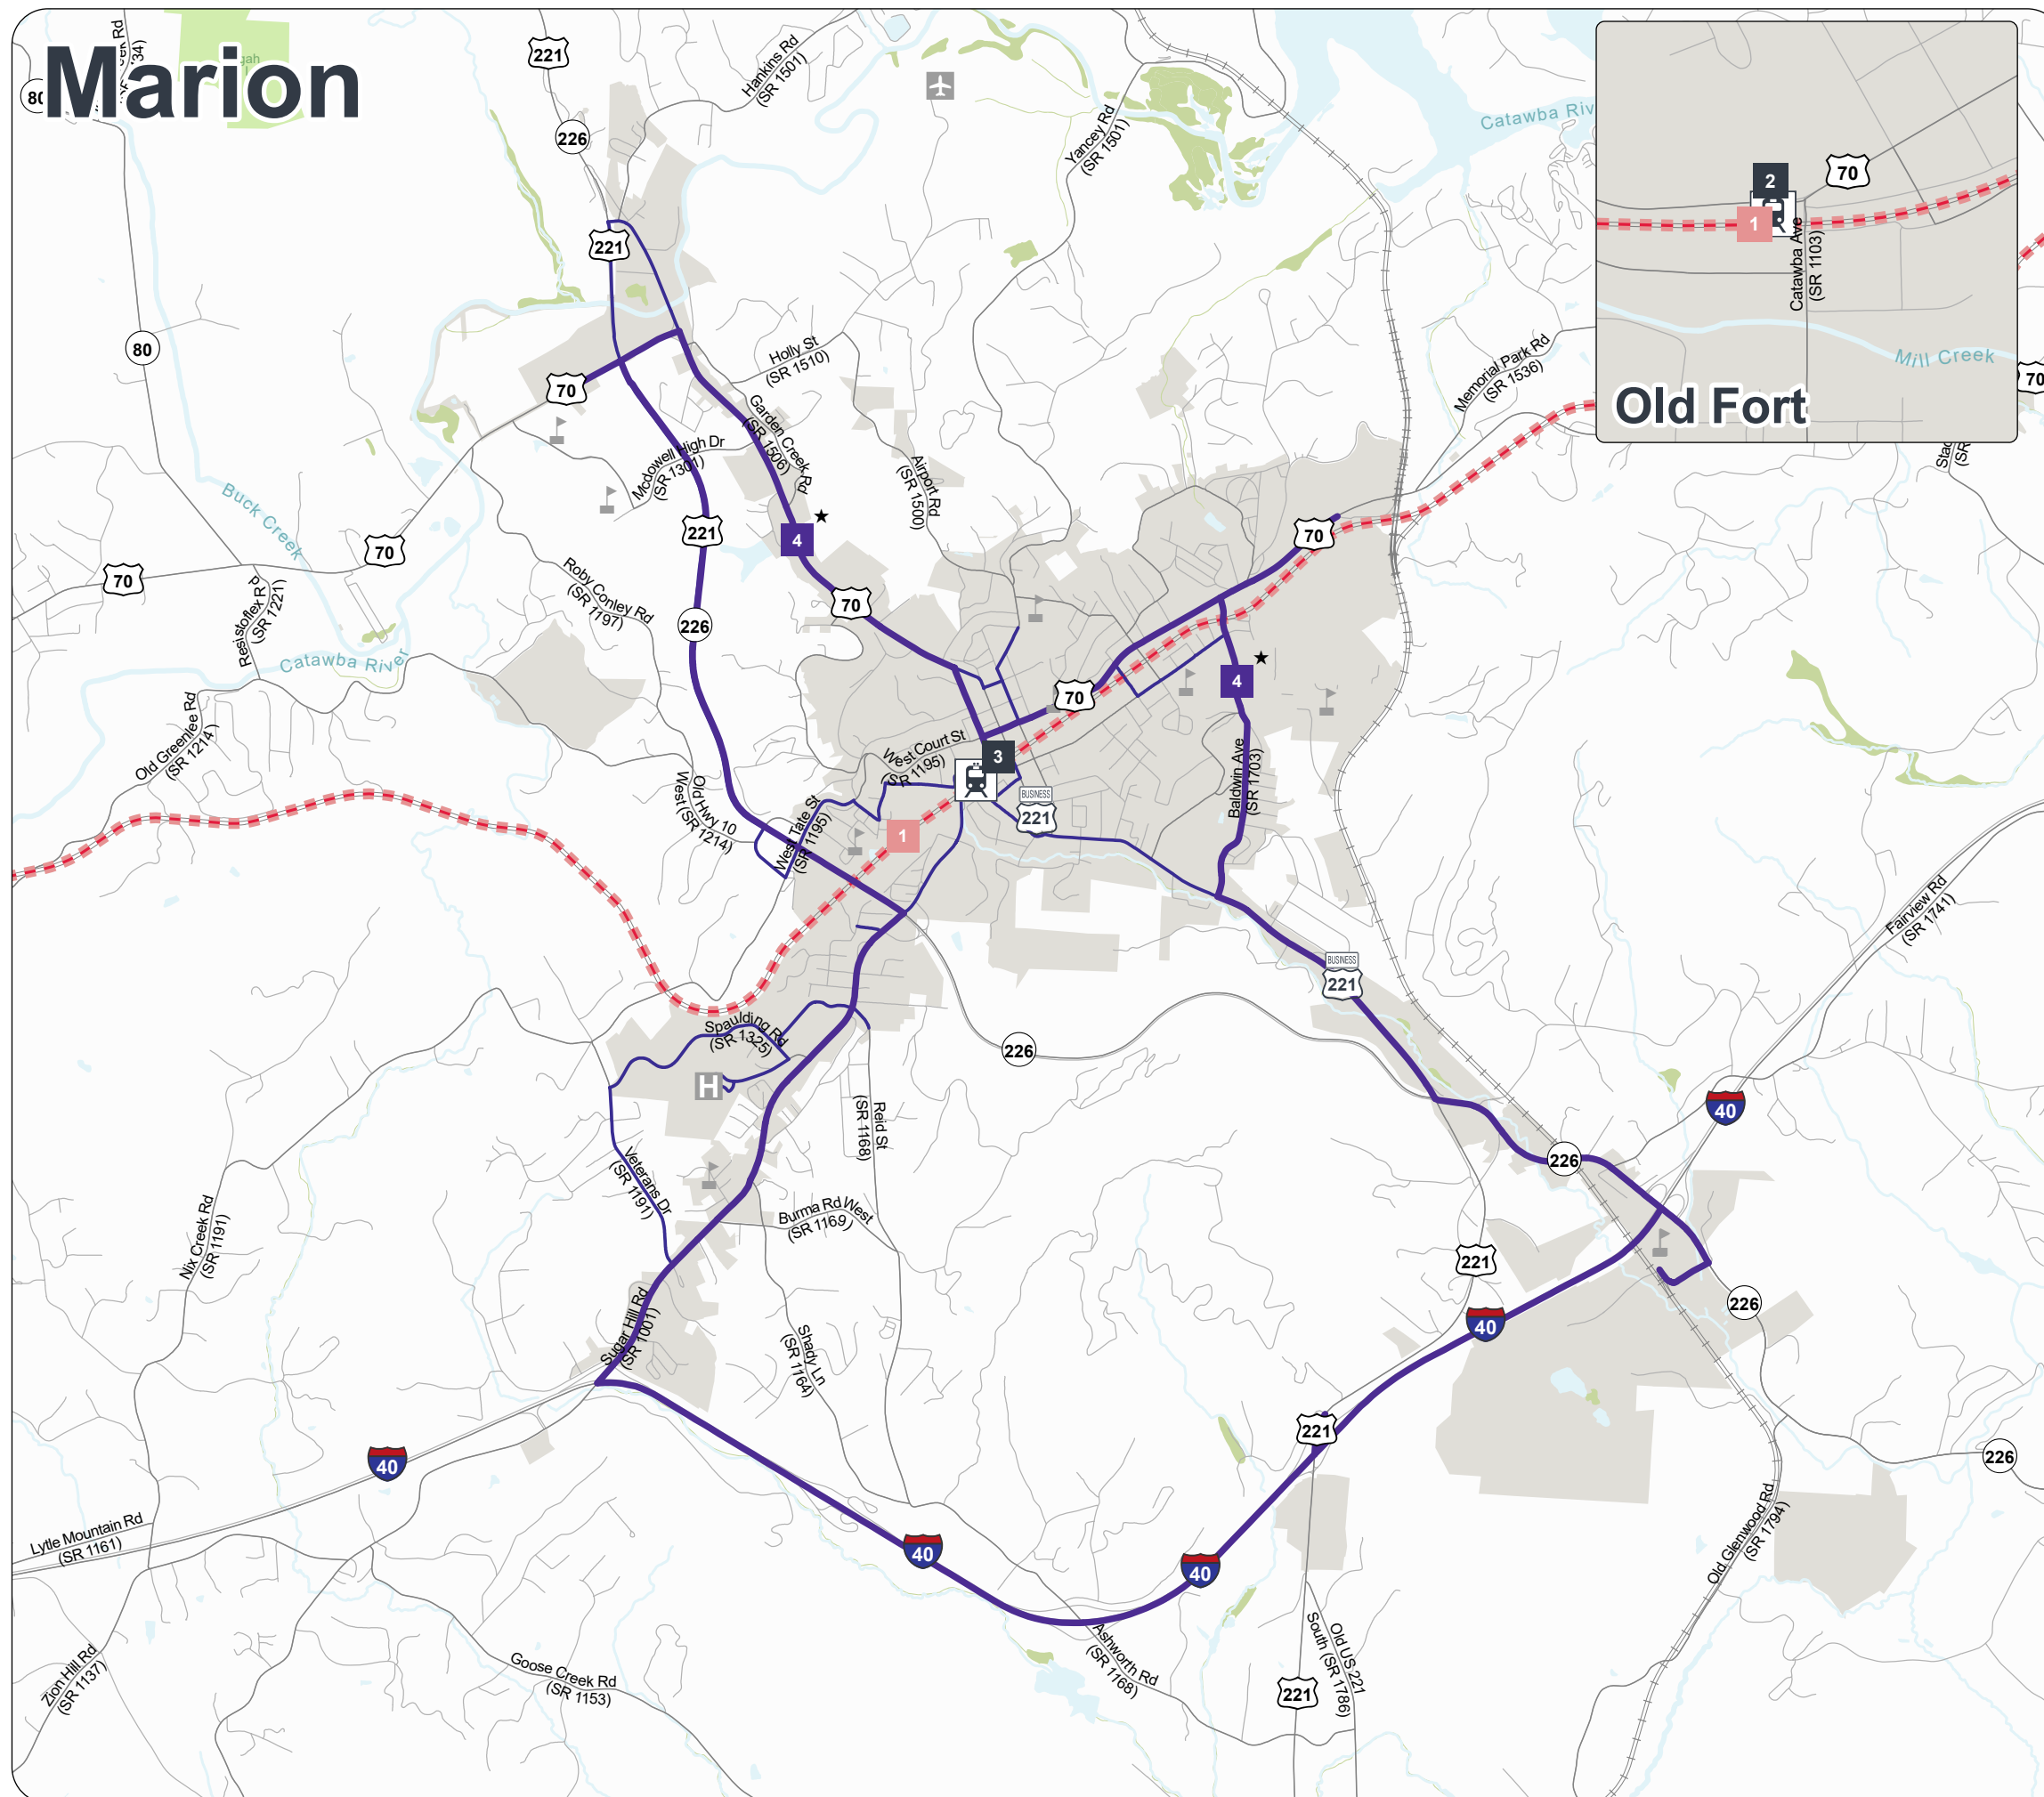 Marion
221
226
80
Hankins Rd
(SR 1501)
Yancey Rd
(SR 1501)
Catawba Riv
2
70
1
Catawba Ave
(SR 1103)
Mill Creek
Old Fort
70
221
80
Holly St
(SR 1510)
Memorial Park Rd
(SR 1536)
70
Garden Creek Rd
(SR 1506)
Mcdowell High Dr
(SR 1301)
Airport Rd
(SR 1500)
Buck Creek
221
4
70
70
70
Resistoflex
(SR 1221)
Roby Conley Rd
(SR 1197)
226
70
Catawba River
4
70
Old Greenlee Rd
(SR 1214)
West Court St
(SR 1195)
3
Baldwin Ave
(SR 1703)
BUSINESS
221
Old Hwy 10
West (SR 1214)
West Tate St
(SR 1195)
1
Fairview Rd
(SR 1741)
BUSINESS
221
Spaulding Rd
(SR 1325)
226
H
40
Reid St
(SR 1168)
226
Veterans Dr
(SR 1191)
Burma Rd West
(SR 1169)
Nix Creek Rd
(SR 1191)
221
226
40
Sugar Hill Rd
(SR 1001)
Shady Ln
(SR 1164)
221
40
226
Lytle Mountain Rd
(SR 1161)
40
40
Old Glenwood Rd
(SR 1794)
Ashworth Rd
(SR 1168)
Old US 221
South (SR 1786)
Goose Creek Rd
(SR 1153)
Zion Hill Rd
(SR 1137)
221